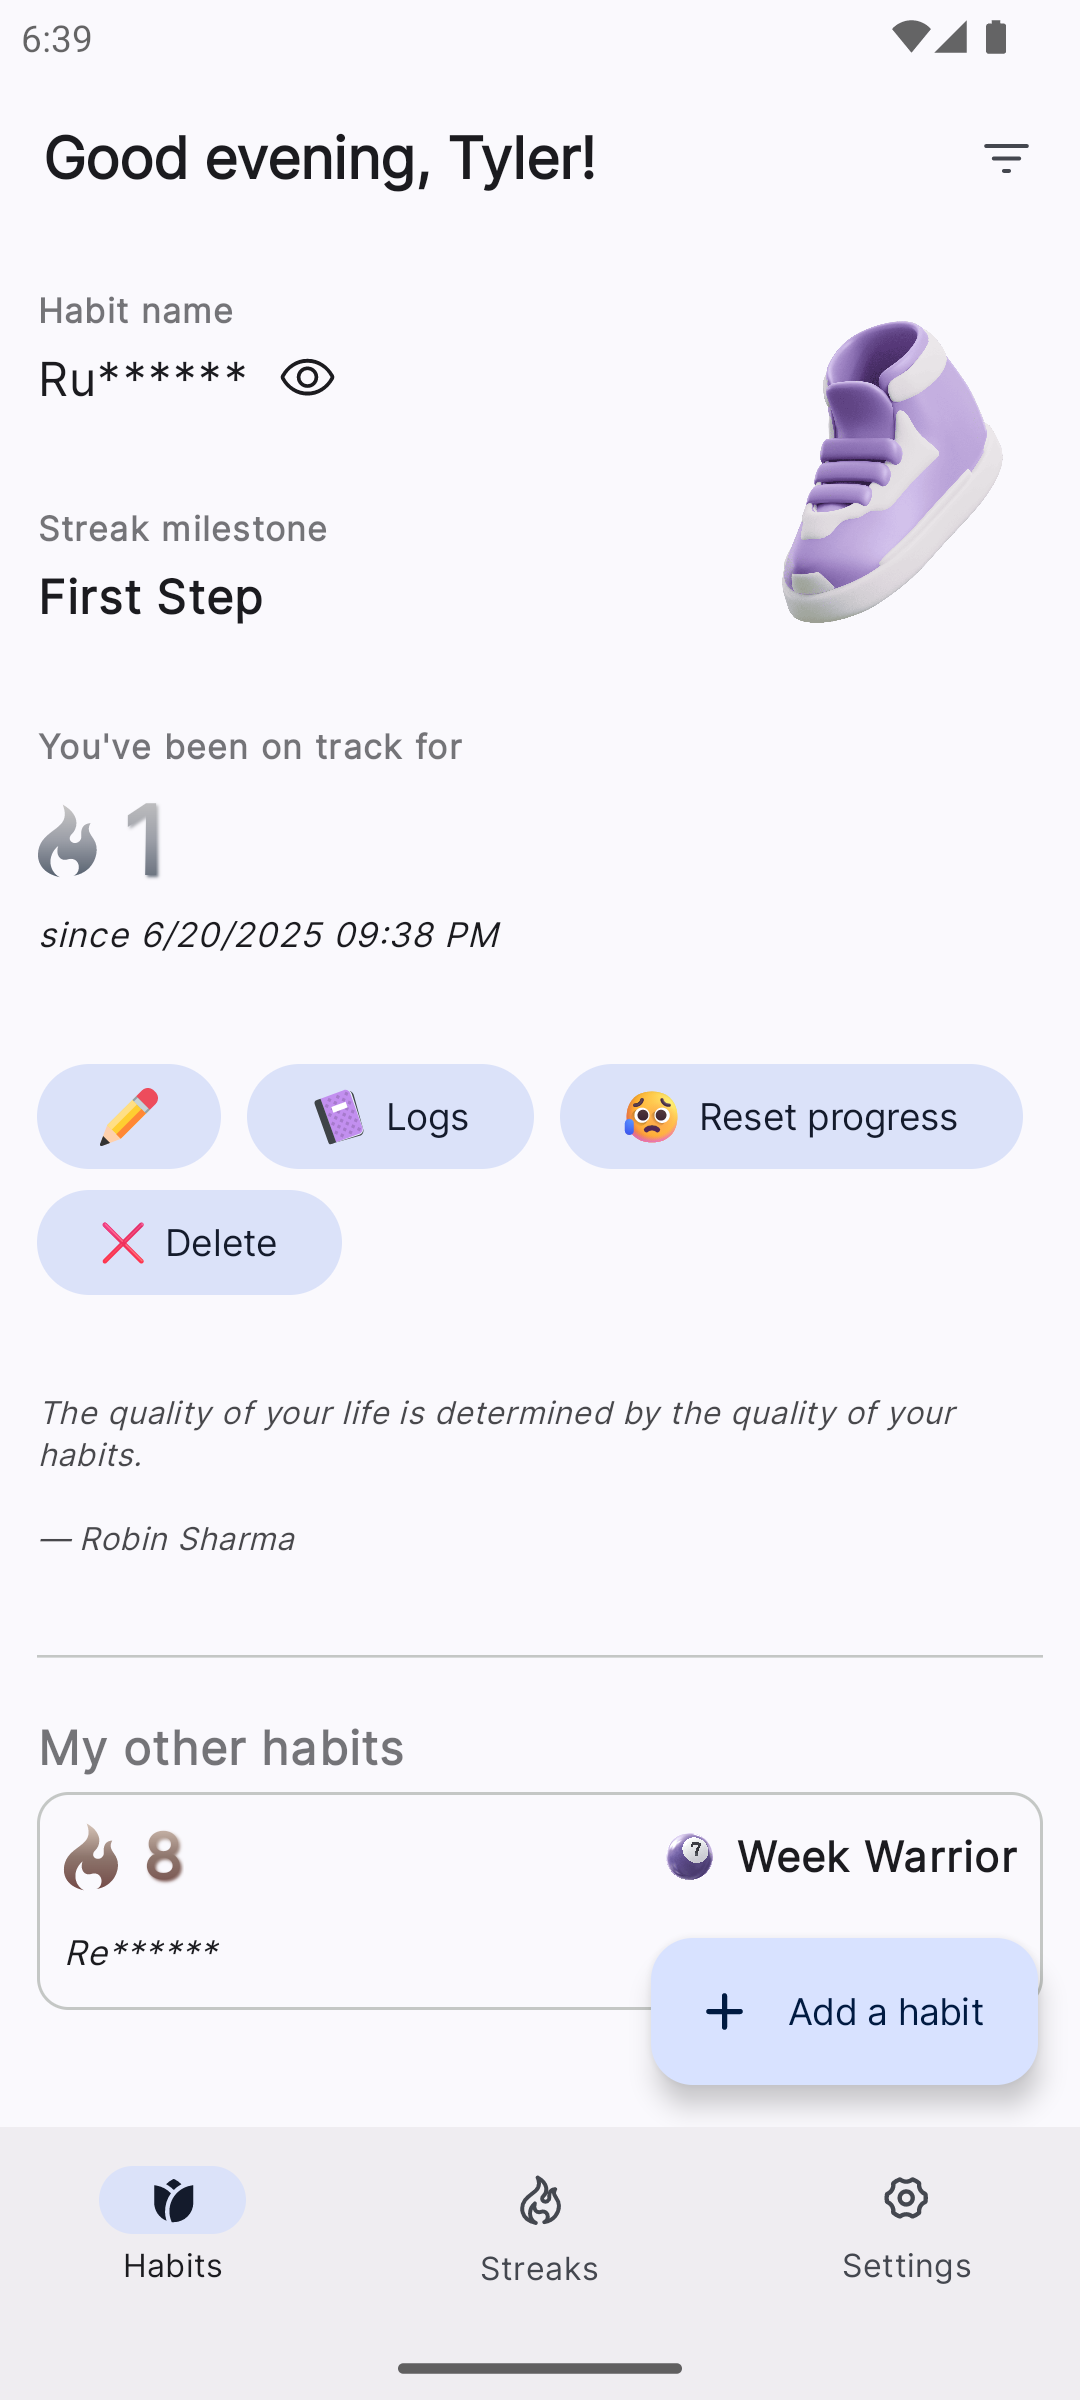 6:39
Good evening, Tyler!
Habit name
Ru******
Streak milestone
First Step
You've been on track for
1
since 6/20/2025 09:38 PM
Logs
Reset progress
Delete
The quality of your life is determined by the quality of your
habits.
— Robin Sharma
My other habits
8
7
Week Warrior
Re******
Add a habit
Habits
Streaks
Settings